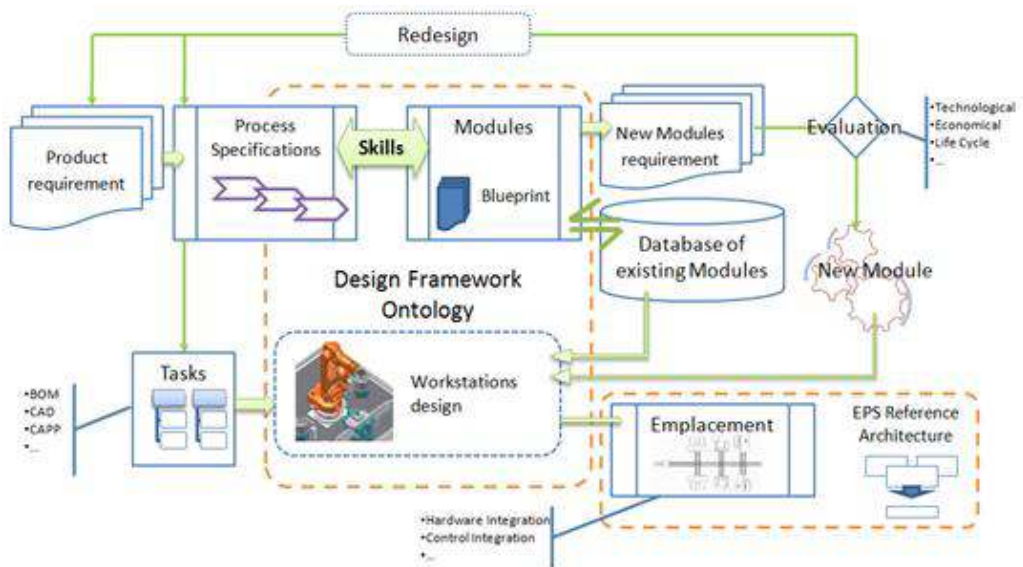 Redesign
Product
requirement
Process
Specifications
Skills
Modules
Blueprint
New Modules
requirement
Evaluation
•Technological
•Economical
•Life Cycle
•...
Database of
existing Modules
New Module
Design Framework
Ontology
Tasks
•BOM
•CAD
•CAPP
•...
Workstations
design
Emplacement
EPS Reference
Architecture
•Hardware Integration
•Control Integration
•...